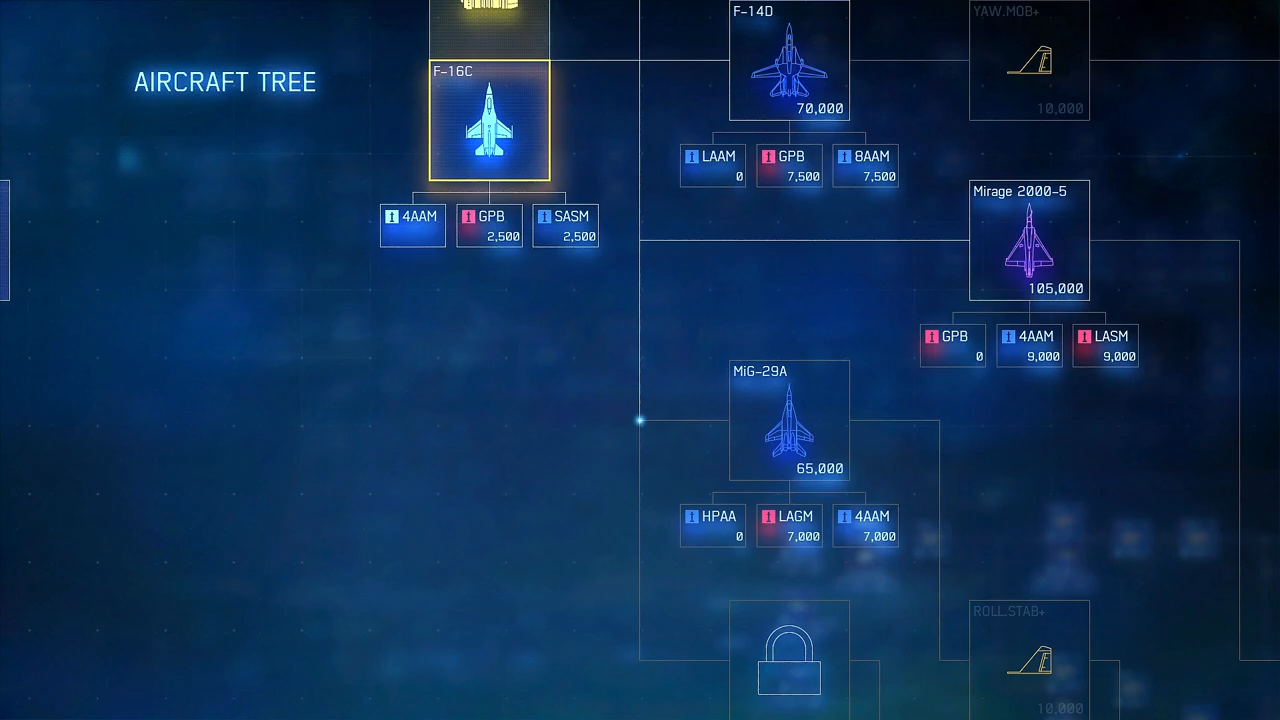 AIRCRAFT TREE
F-16C
4AAM
GPB
2,500
SASM
2,500
F-14D
70,000
LAAM
0
GPB
7,500
8AAM
7,500
YAW.MOB+
10,000
Mirage 2000-5
105,000
GPB
0
4AAM
9,000
LASM
9,000
MiG-29A
65,000
HPAA
0
LAGM
7,000
4AAM
7,000
ROLL.STAB+
10,000